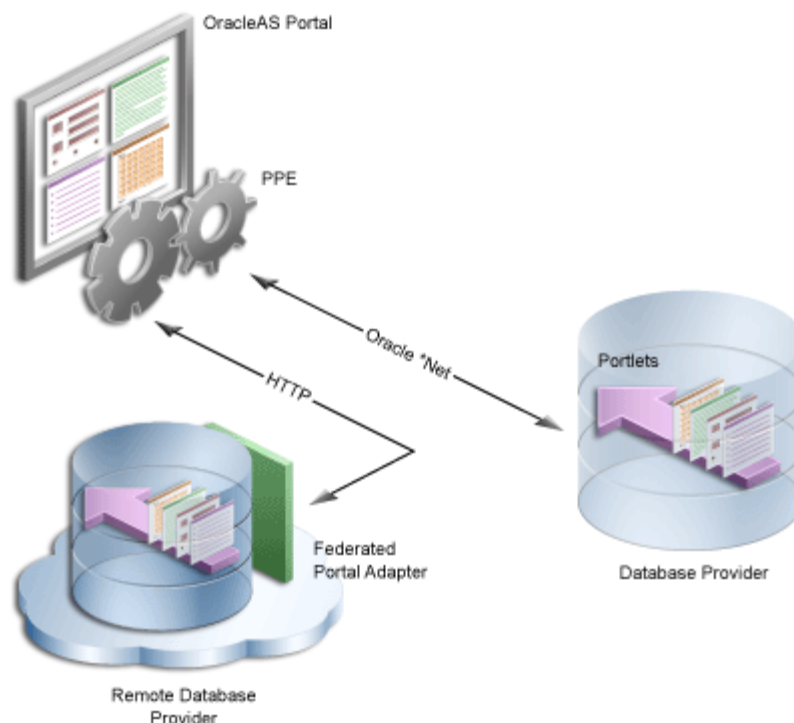 OracleAS Portal
PPE
Oracle *Net
HTTP
Portlets
Federated
Portal Adapter
Database Provider
Remote Database
Provider